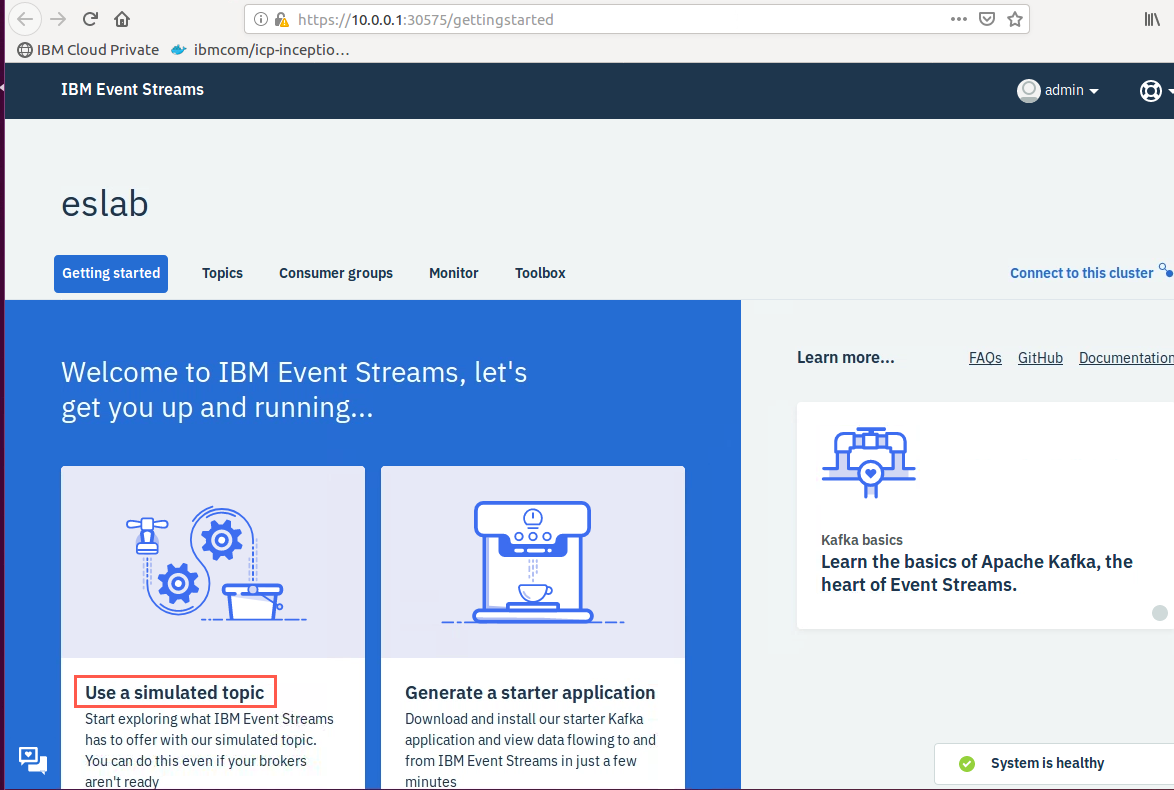 https://10.0.0.1:30575/gettingstarted
IBM Cloud Private ibmcom/icp-inceptio...
IBM Event Streams
admin
eslab
Getting started Topics Consumer groups Monitor Toolbox Connect to this cluster
Welcome to IBM Event Streams, let's
get you up and running...
Learn more... FAQs GitHub Documentation
Kafka basics
Learn the basics of Apache Kafka, the
heart of Event Streams.
Use a simulated topic
Start exploring what IBM Event Streams
has to offer with our simulated topic.
You can do this even if your brokers
aren't ready
Generate a starter application
Download and install our starter Kafka
application and view data flowing to and
from IBM Event Streams in just a few
minutes
System is healthy